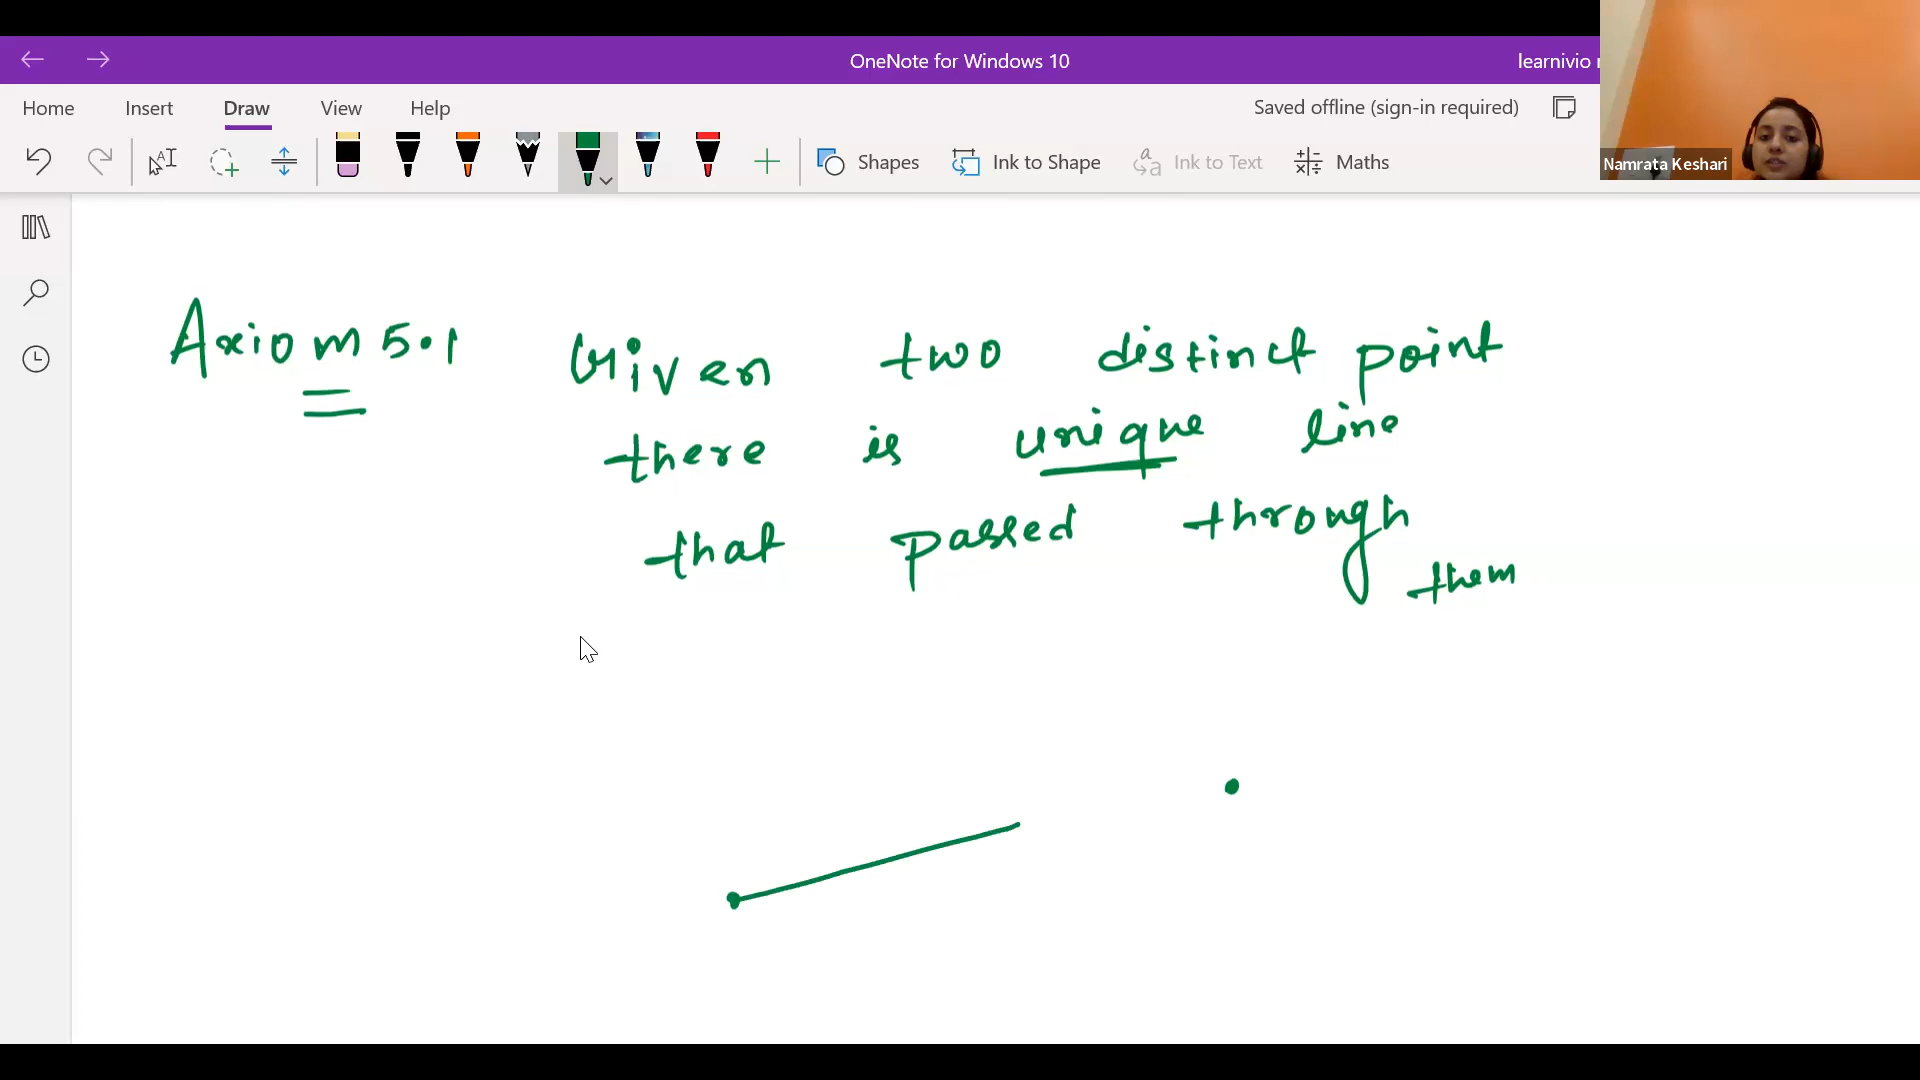 OneNote for Windows 10
learnivio
Home Insert Draw View Help
Saved offline (sign-in required)
Shapes Ink to Shape Ink to Text Maths
Namrata Keshari
Axiom 5.1 Given two distinct point
there is unique line
that passed through
them